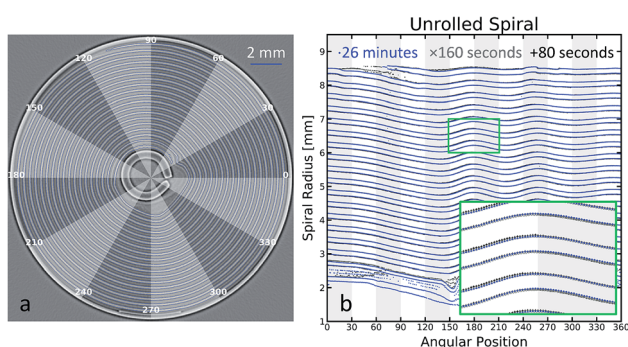 90
120
60
2 mm
150
30
180
0
210
330
240
300
270
a
Unrolled Spiral
·26 minutes ×160 seconds +80 seconds
Spiral Radius [mm]
9
8
7
6
5
4
3
2
1
b
0 30 60 90 120 150 180 210 240 270 300 330 360
Angular Position